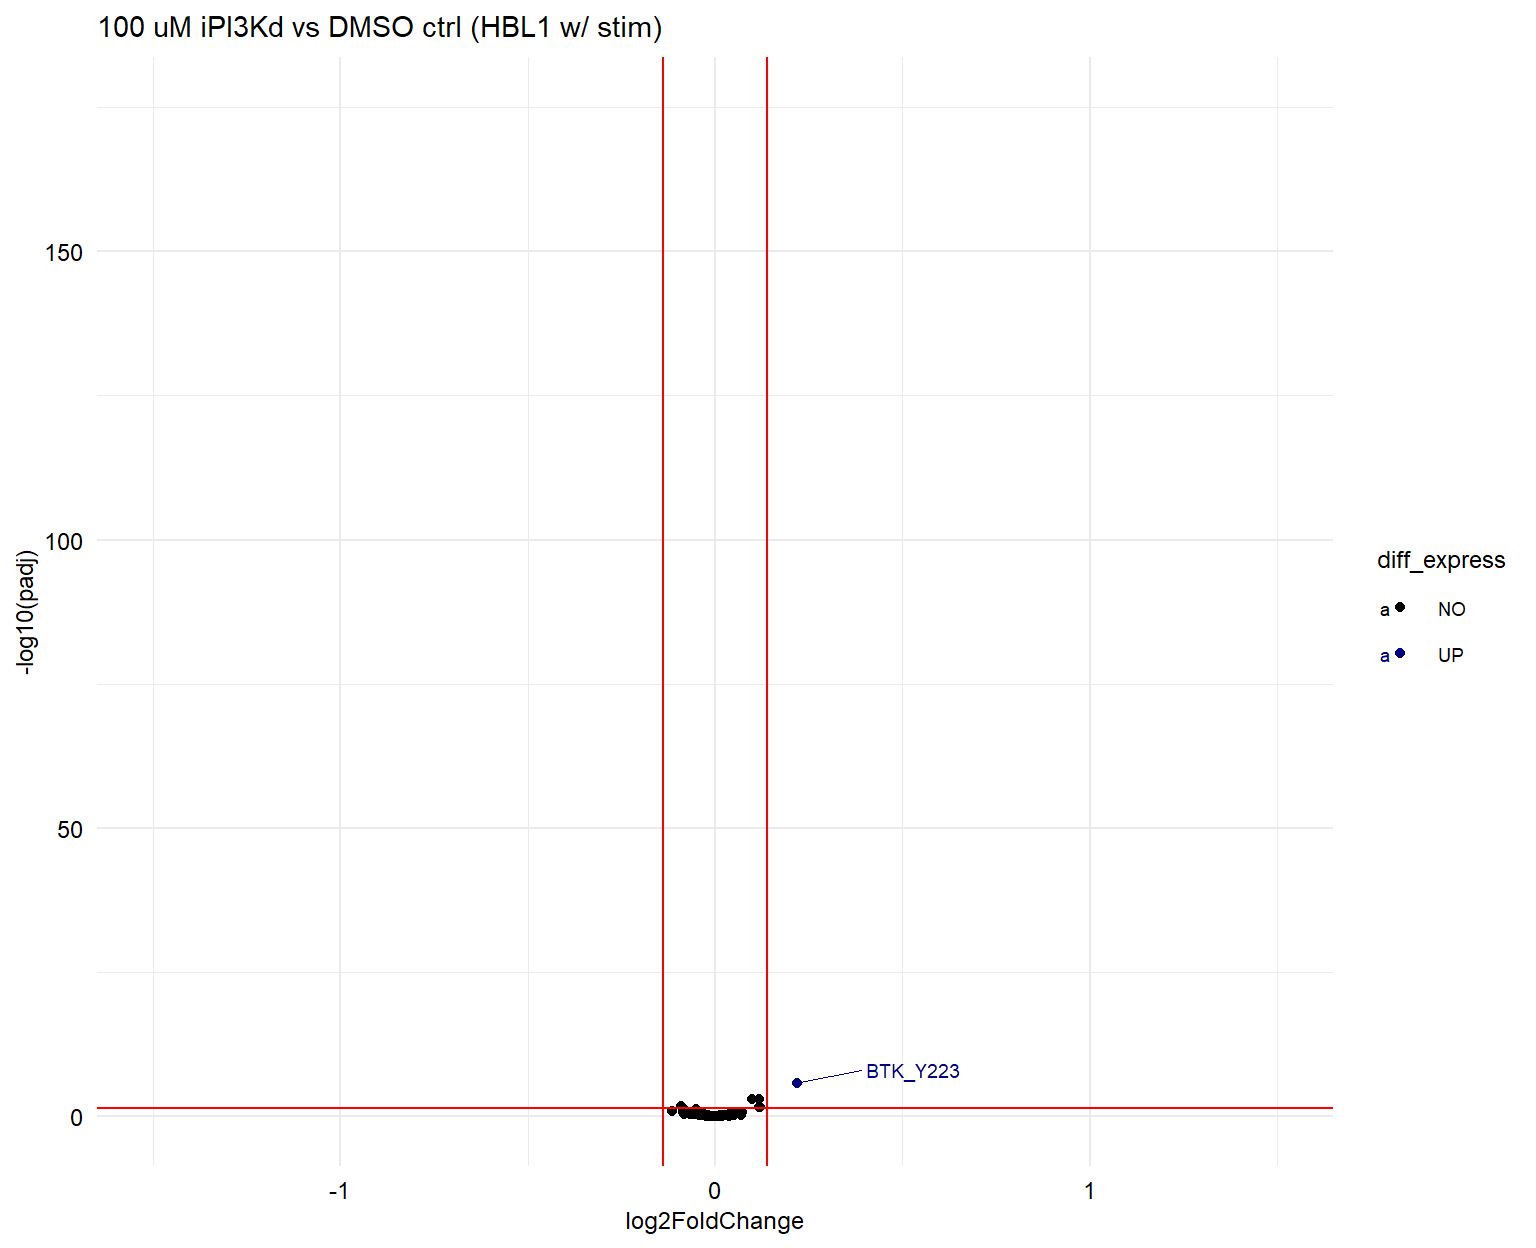 100 uM iPI3Kd vs DMSO ctrl (HBL1 w/ stim)
150
100
50
0
-log10(padj)
BTK_Y223
-1
0
1
log2FoldChange
diff_express
a NO
a UP